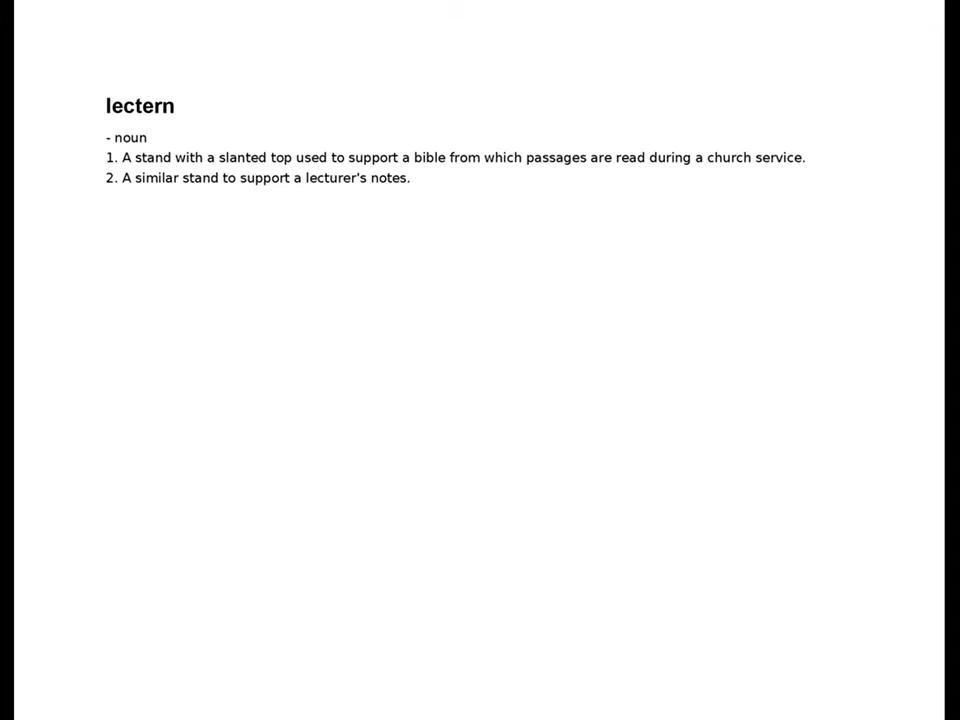 lectern
- noun
1. A stand with a slanted top used to support a bible from which passages are read during a church service.
2. A similar stand to support a lecturer's notes.